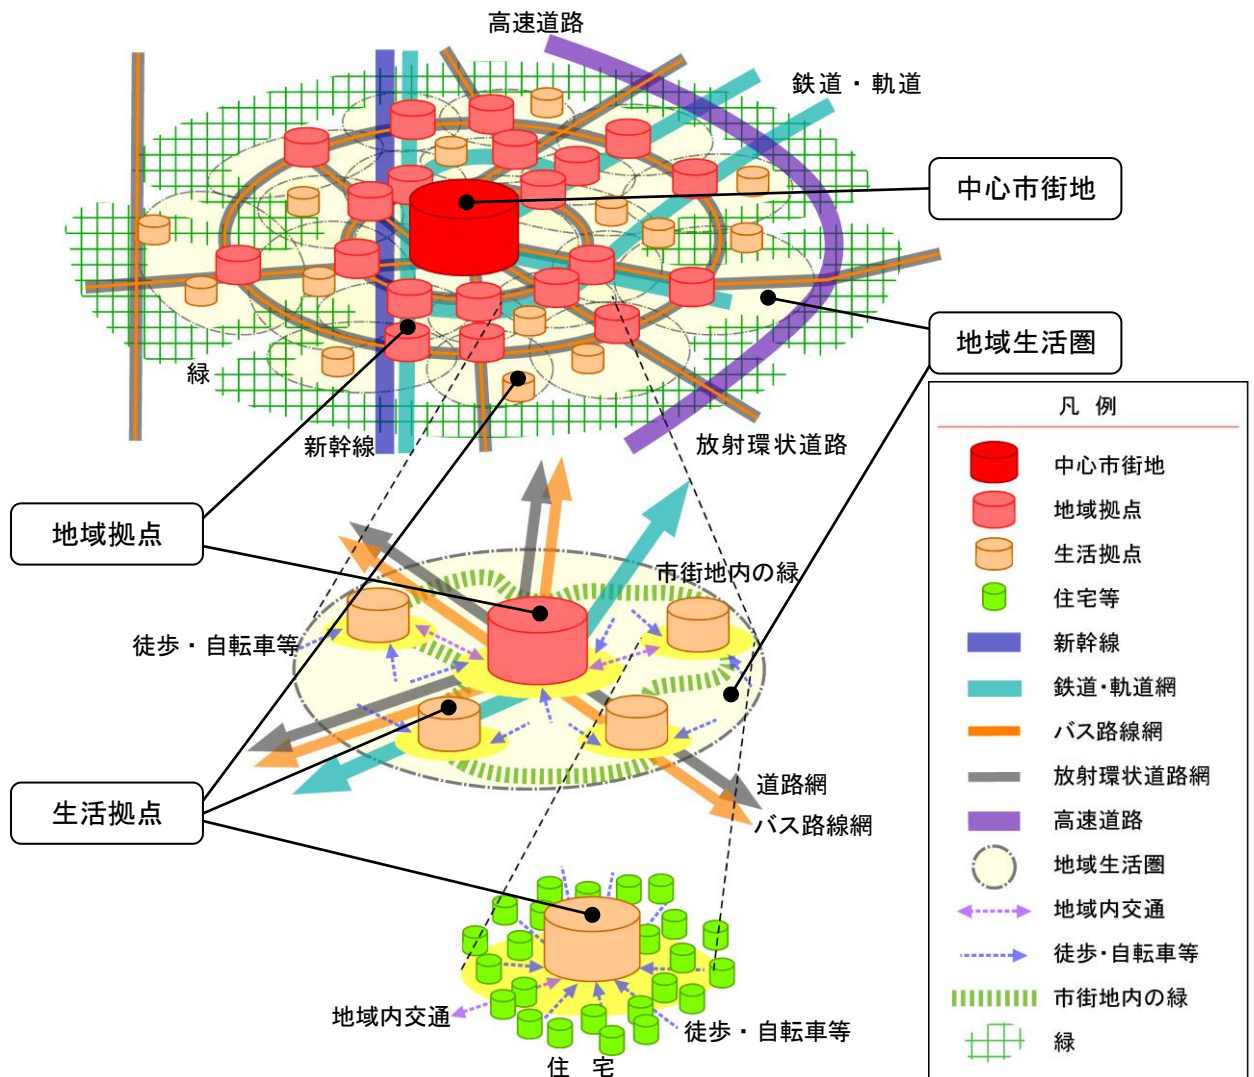 高速道路
鉄道・軌道
中心市街地
地域生活圏
緑
新幹線
放射環状道路
地域拠点
市街地内の緑
徒歩・自転車等
生活拠点
道路網
バス路線網
地域内交通
徒歩・自転車等
住 宅
凡 例
中心市街地
地域拠点
生活拠点
住宅等
新幹線
鉄道・軌道網
バス路線網
放射環状道路網
高速道路
地域生活圏
地域内交通
徒歩・自転車等
市街地内の緑
緑